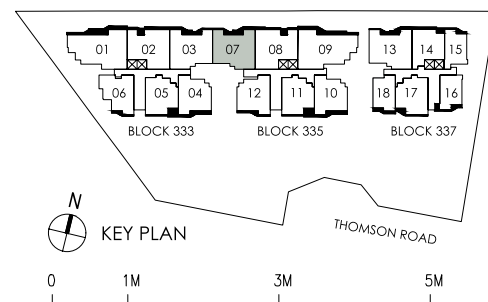 01 02 03 07 08 09 13 14 15
06 05 04 12 11 10 18 17 16
BLOCK 333 BLOCK 335 BLOCK 337
N
KEY PLAN
THOMSON ROAD
0 1M 3M 5M